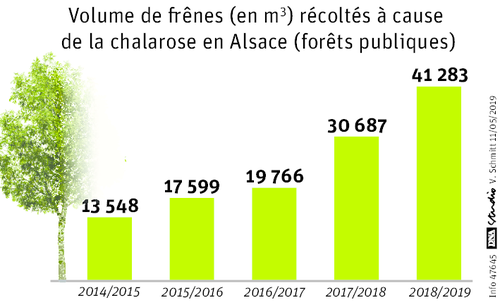 Volume de frênes (en m³) récoltés à cause
de la chalarose en Alsace (forêts publiques)
41 283
30 687
19 766
17 599
13 548
2014/2015 2015/2016 2016/2017 2017/2018 2018/2019
Info 47645 DNA studio V. Schmitt 11/05/2019